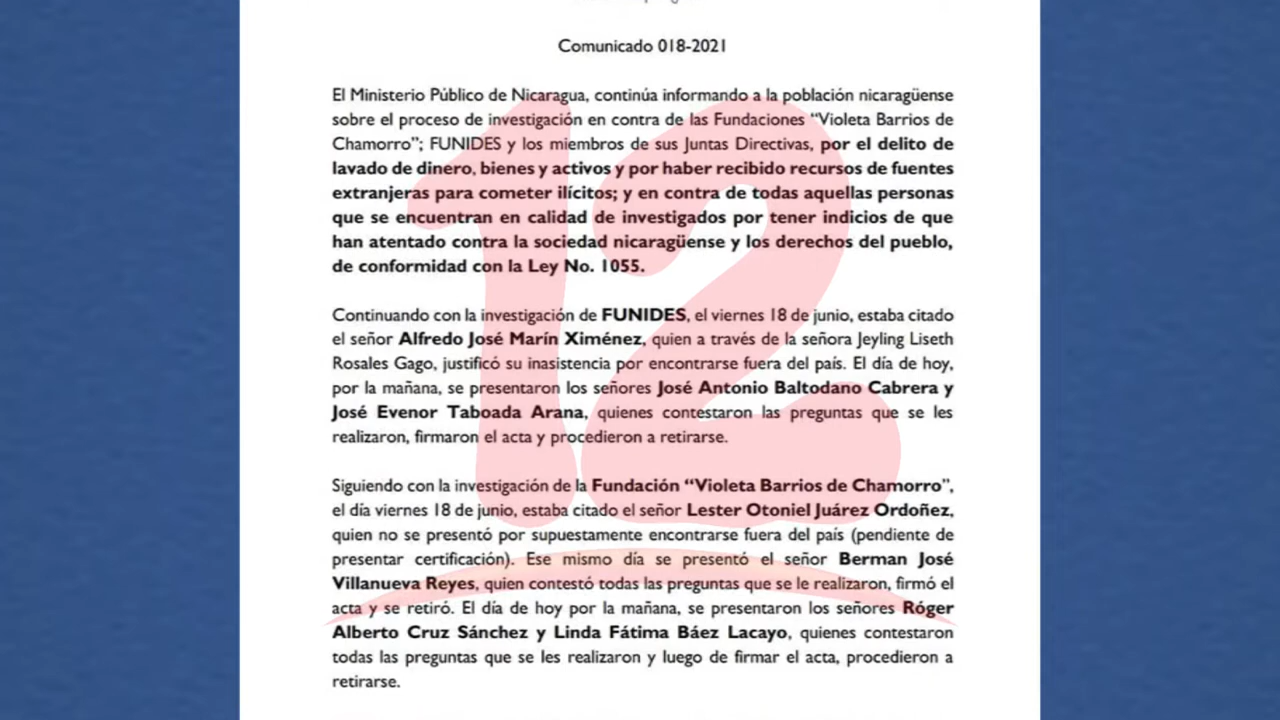 Comunicado 018-2021
El Ministerio Público de Nicaragua, continúa informando a la población nicaragüense
sobre el proceso de investigación en contra de las Fundaciones “Violeta Barrios de
Chamorro”; FUNIDES y los miembros de sus Juntas Directivas, por el delito de
lavado de dinero, bienes y activos y por haber recibido recursos de fuentes
extranjeras para cometer ilícitos; y en contra de todas aquellas personas
que se encuentran en calidad de investigados por tener indicios de que
han atentado contra la sociedad nicaragüense y los derechos del pueblo,
de conformidad con la Ley No. 1055.
Continuando con la investigación de FUNIDES, el viernes 18 de junio, estaba citado
el señor Alfredo José Marín Ximénez, quien a través de la señora Jeyling Liseth
Rosales Gago, justificó su inasistencia por encontrarse fuera del país. El día de hoy,
por la mañana, se presentaron los señores José Antonio Baltodano Cabrera y
José Evenor Taboada Arana, quienes contestaron las preguntas que se les
realizaron, firmaron el acta y procedieron a retirarse.
Siguiendo con la investigación de la Fundación “Violeta Barrios de Chamorro”,
el día viernes 18 de junio, estaba citado el señor Lester Otoniel Juárez Ordoñez,
quien no se presentó por supuestamente encontrarse fuera del país (pendiente de
presentar certificación). Ese mismo día se presentó el señor Berman José
Villanueva Reyes, quien contestó todas las preguntas que se le realizaron, firmó el
acta y se retiró. El día de hoy por la mañana, se presentaron los señores Róger
Alberto Cruz Sánchez y Linda Fátima Báez Lacayo, quienes contestaron
todas las preguntas que se les realizaron y luego de firmar el acta, procedieron a
retirarse.
12